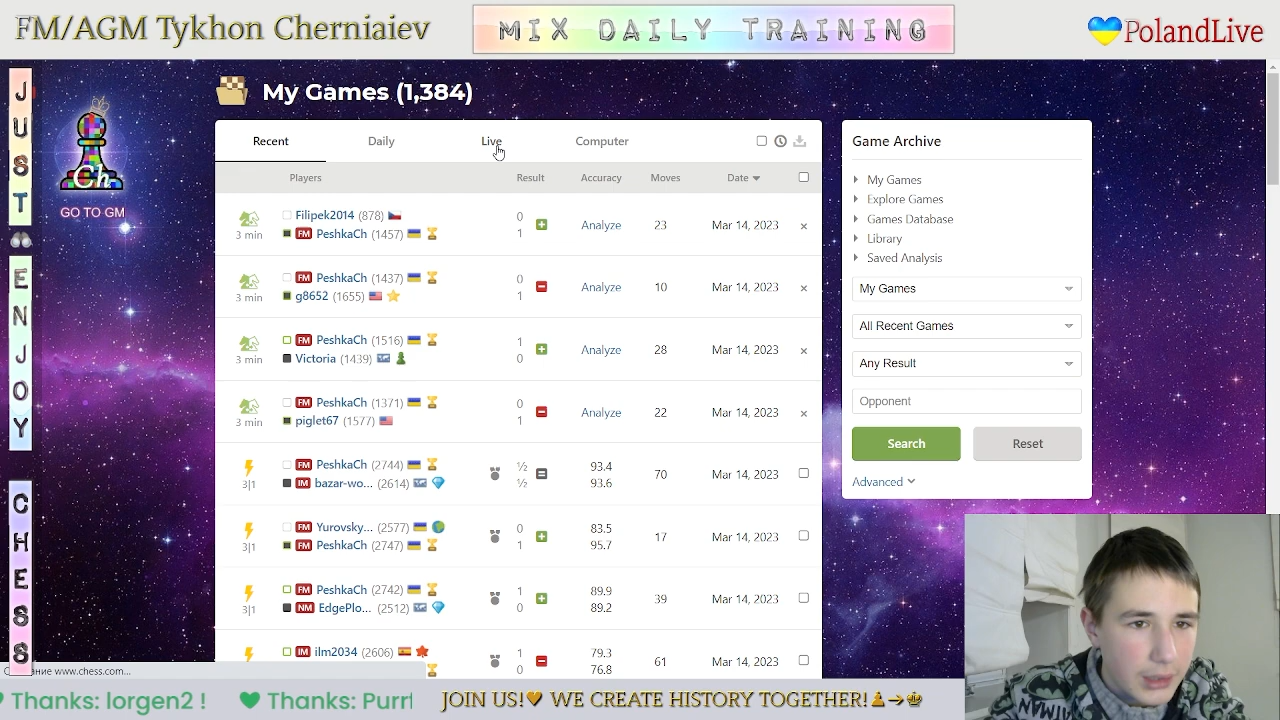 FM/AGM Tykhon Cherniaiev
MIX DAILY TRAINING
PolandLive
JUST
ENJOY
CHESS
Ch
GO TO GM
My Games (1,384)
Recent Daily Live Computer
Players Result Accuracy Moves Date
3 min Filipek2014 (878) 0 Analyze 23 Mar 14, 2023 ×
FM PeshkaCh (1457) 1
3 min FM PeshkaCh (1437) 0 Analyze 10 Mar 14, 2023 ×
g8652 (1655) 1
3 min FM PeshkaCh (1516) 1 Analyze 28 Mar 14, 2023 ×
Victoria (1439) 0
3 min FM PeshkaCh (1371) 0 Analyze 22 Mar 14, 2023 ×
piglet67 (1577) 1
3|1 FM PeshkaCh (2744) ½ 93.4 70 Mar 14, 2023
IM bazar-wo... (2614) ½ 93.6
3|1 FM Yurovsky... (2577) 0 83.5 17 Mar 14, 2023
FM PeshkaCh (2747) 1 95.7
3|1 FM PeshkaCh (2742) 1 89.9 39 Mar 14, 2023
NM EdgePlo... (2512) 0 89.2
IM ilm2034 (2606) 1 79.3 61 Mar 14, 2023
0 76.8
Game Archive
My Games
Explore Games
Games Database
Library
Saved Analysis
My Games
All Recent Games
Any Result
Opponent
Search Reset
Advanced
www.chess.com...
Thanks: lorgen2 !
Thanks: Purr
JOIN US! WE CREATE HISTORY TOGETHER!
BATMAN